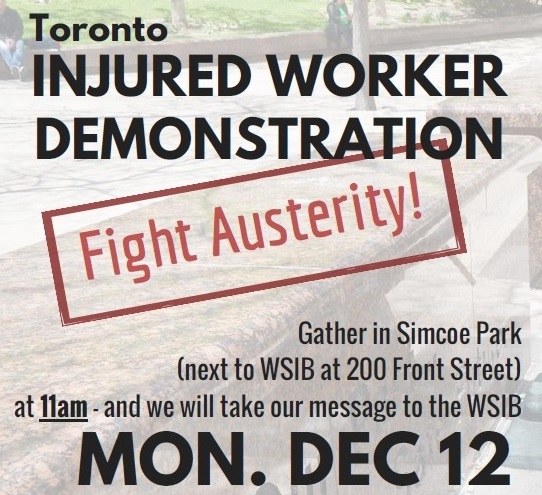 Toronto
INJURED WORKER
DEMONSTRATION
Fight Austerity!
Gather in Simcoe Park
(next to WSIB at 200 Front Street)
at 11am - and we will take our message to the WSIB
MON. DEC 12